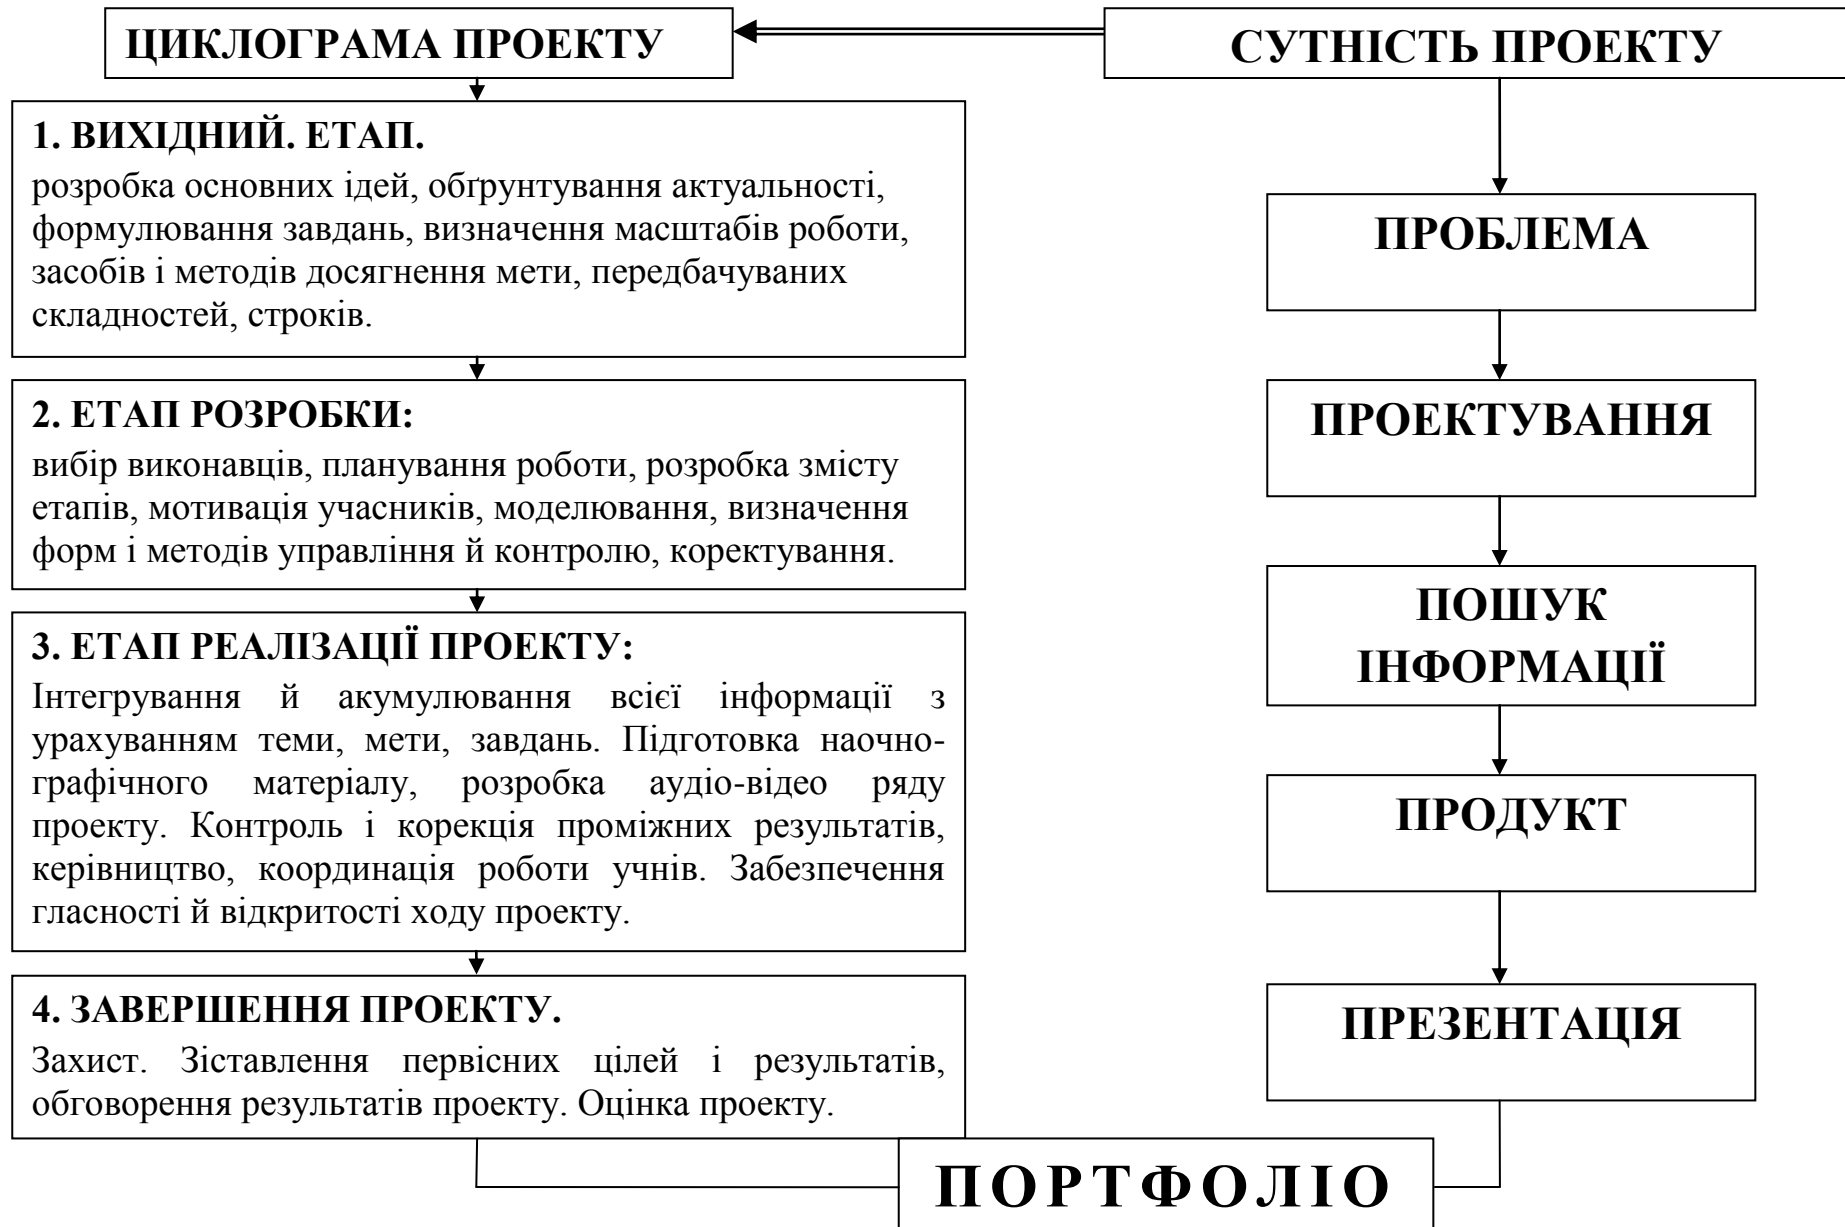 ЦИКЛОГРАМА ПРОЕКТУ
СУТНІСТЬ ПРОЕКТУ
1. ВИХІДНИЙ. ЕТАП.
розробка основних ідей, обґрунтування актуальності,
формулювання завдань, визначення масштабів роботи,
засобів і методів досягнення мети, передбачуваних
складностей, строків.
2. ЕТАП РОЗРОБКИ:
вибір виконавців, планування роботи, розробка змісту
етапів, мотивація учасників, моделювання, визначення
форм і методів управління й контролю, коректування.
3. ЕТАП РЕАЛІЗАЦІЇ ПРОЕКТУ:
Інтегрування й акумулювання всієї інформації з
урахуванням теми, мети, завдань. Підготовка наочно-
графічного матеріалу, розробка аудіо-відео ряду
проекту. Контроль і корекція проміжних результатів,
керівництво, координація роботи учнів. Забезпечення
гласності й відкритості ходу проекту.
4. ЗАВЕРШЕННЯ ПРОЕКТУ.
Захист. Зіставлення первісних цілей і результатів,
обговорення результатів проекту. Оцінка проекту.
ПРОБЛЕМА
ПРОЕКТУВАННЯ
ПОШУК
ІНФОРМАЦІЇ
ПРОДУКТ
ПРЕЗЕНТАЦІЯ
ПОРТФОЛІО